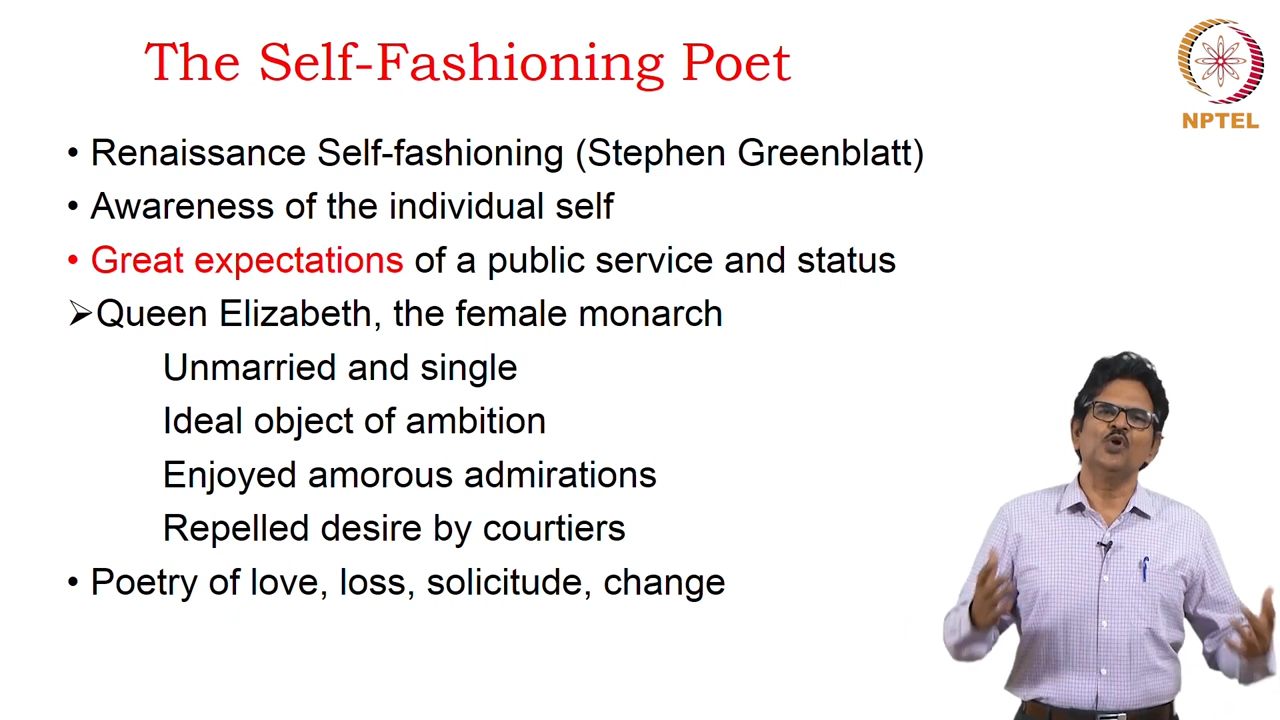 The Self-Fashioning Poet
NPTEL
• Renaissance Self-fashioning (Stephen Greenblatt)
• Awareness of the individual self
• Great expectations of a public service and status
➢Queen Elizabeth, the female monarch
Unmarried and single
Ideal object of ambition
Enjoyed amorous admirations
Repelled desire by courtiers
• Poetry of love, loss, solicitude, change